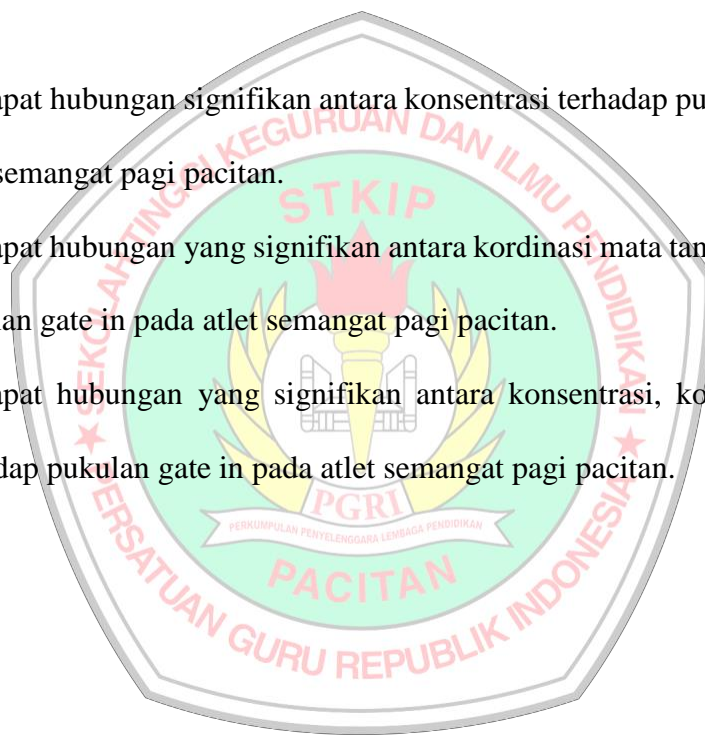 apat hubungan signifikan antara konsentrasi terhadap pu
semangat pagi pacitan.
apat hubungan yang signifikan antara kordinasi mata tan
an gate in pada atlet semangat pagi pacitan.
apat hubungan yang signifikan antara konsentrasi, ko
dap pukulan gate in pada atlet semangat pagi pacitan.
SEKOLAH TINGGI KEGURUAN DAN ILMU PENDIDIKAN
STKIP
PGRI
PERKUMPULAN PENYELENGGARA LEMBAGA PENDIDIKAN
PACITAN
PERSATUAN GURU REPUBLIK INDONESIA